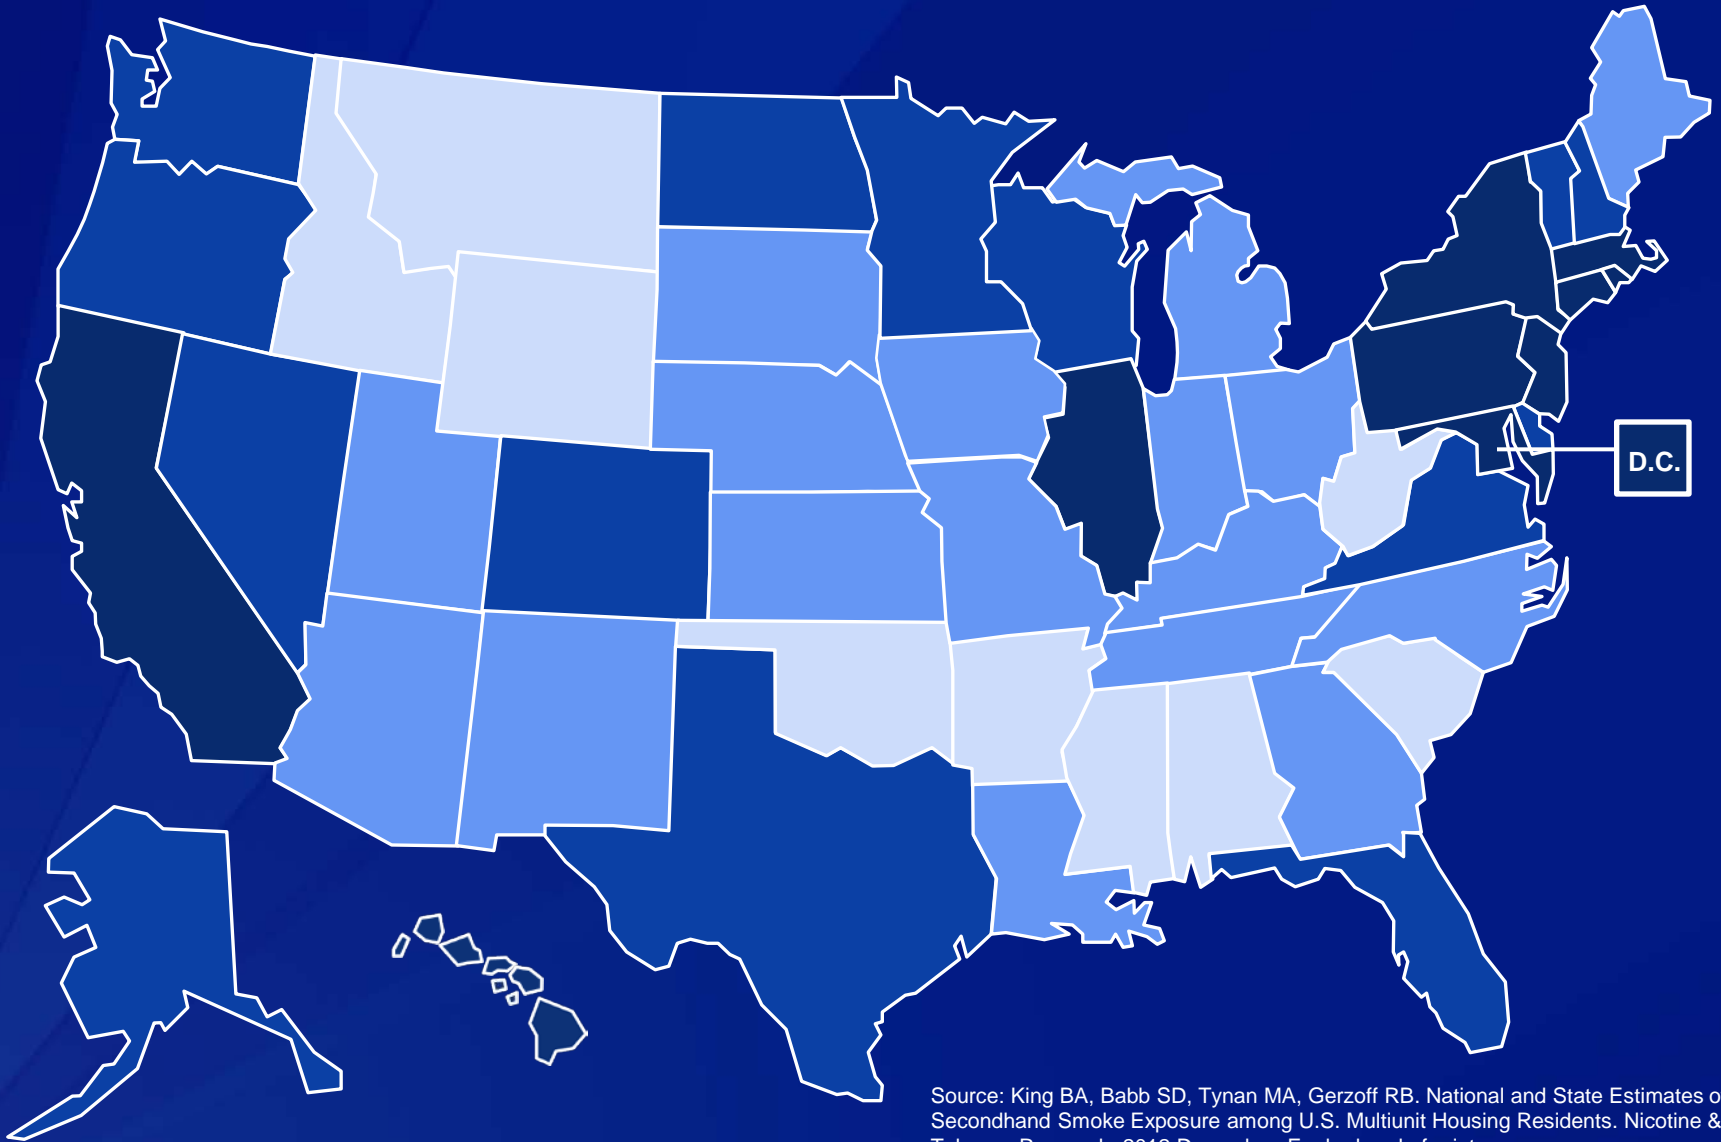 D.C.
Source: King BA, Babb SD, Tynan MA, Gerzoff RB. National and State Estimates o
Secondhand Smoke Exposure among U.S. Multiunit Housing Residents. Nicotine &